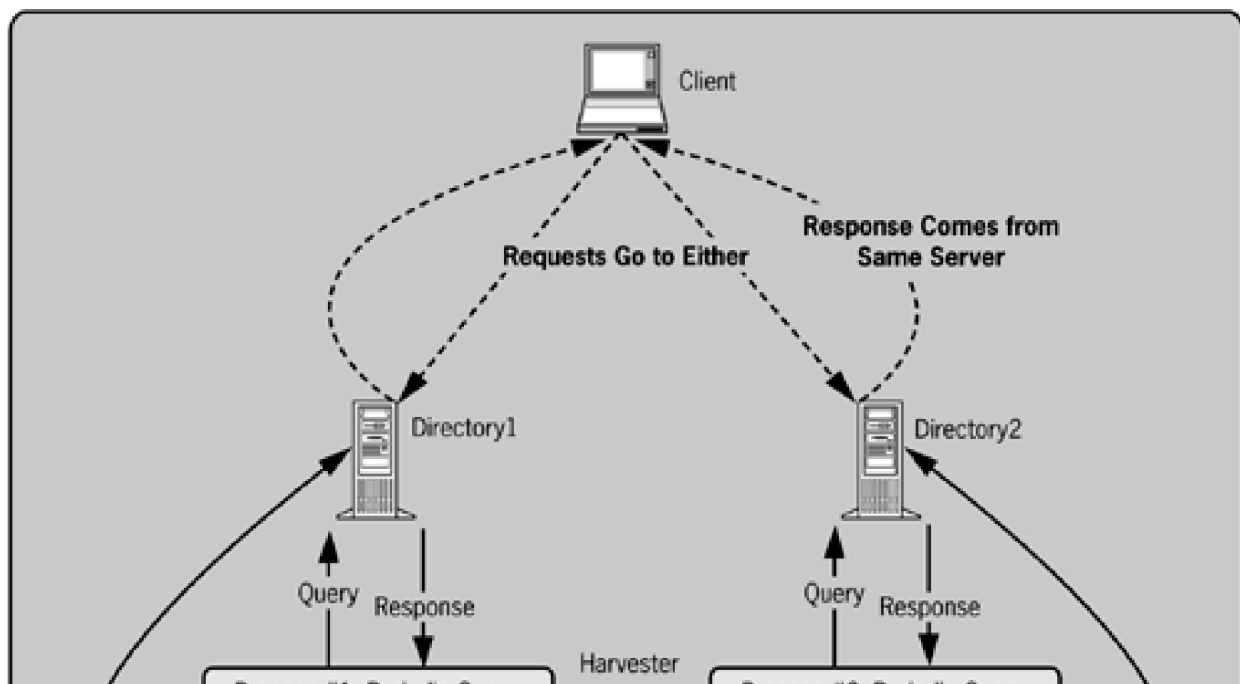 Client
Requests Go to Either
Response Comes from
Same Server
Directory1
Directory2
Query
Response
Query
Response
Harvester